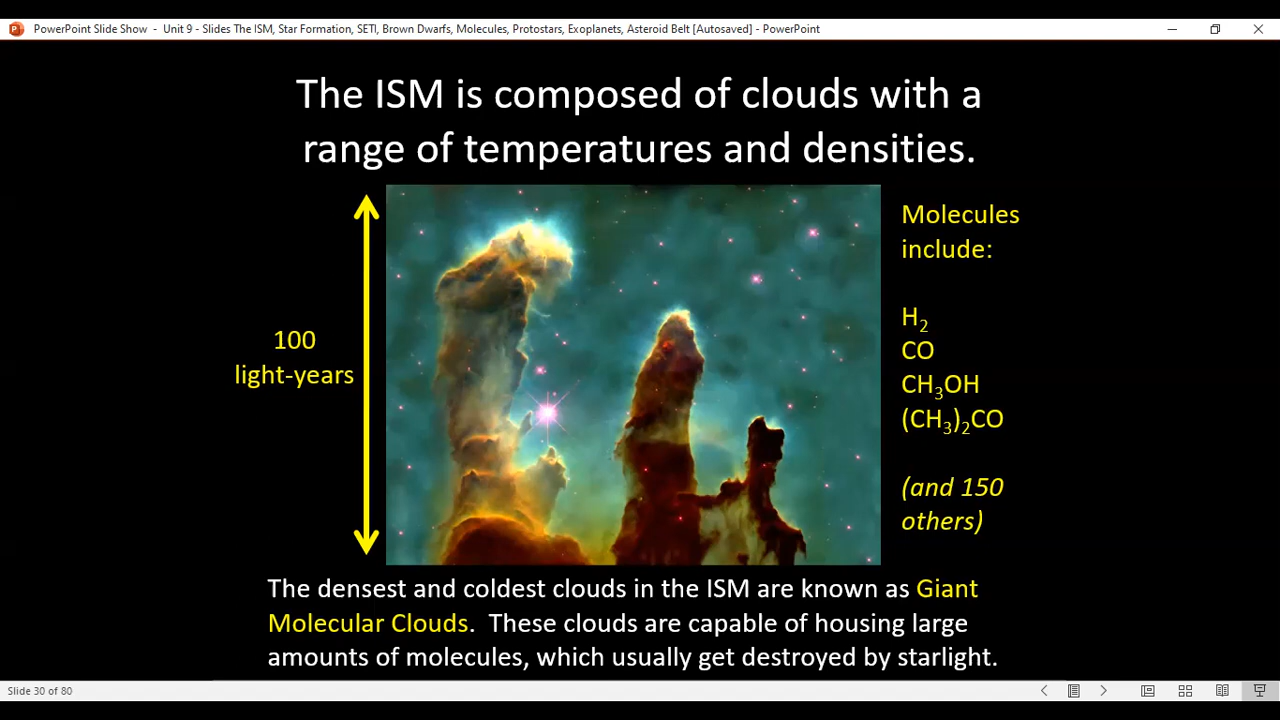 PowerPoint Slide Show - Unit 9 - Slides The ISM, Star Formation, SETI, Brown Dwarfs, Molecules, Protostars, Exoplanets, Asteroid Belt [Autosaved] - PowerPoint
The ISM is composed of clouds with a
range of temperatures and densities.
100
light-years
Molecules
include:
H₂
CO
CH₃OH
(CH₃)₂CO
(and 150
others)
The densest and coldest clouds in the ISM are known as Giant
Molecular Clouds. These clouds are capable of housing large
amounts of molecules, which usually get destroyed by starlight.
Slide 30 of 80